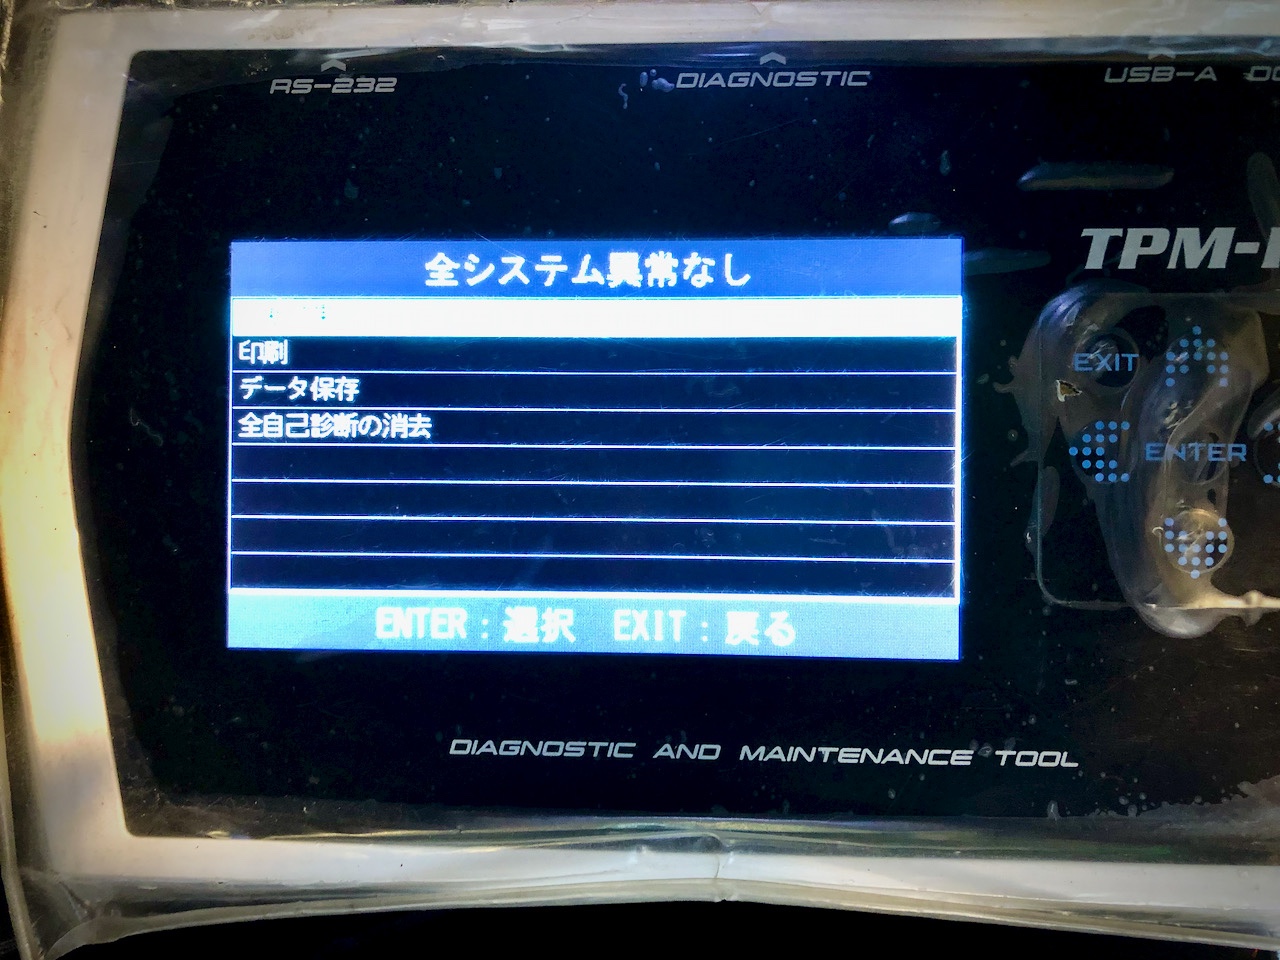 RS-232
DIAGNOSTIC
USB-A
TPM-
全システム異常なし
印刷
データ保存
全自己診断の消去
ENTER：選択　EXIT：戻る
EXIT
ENTER
DIAGNOSTIC AND MAINTENANCE TOOL